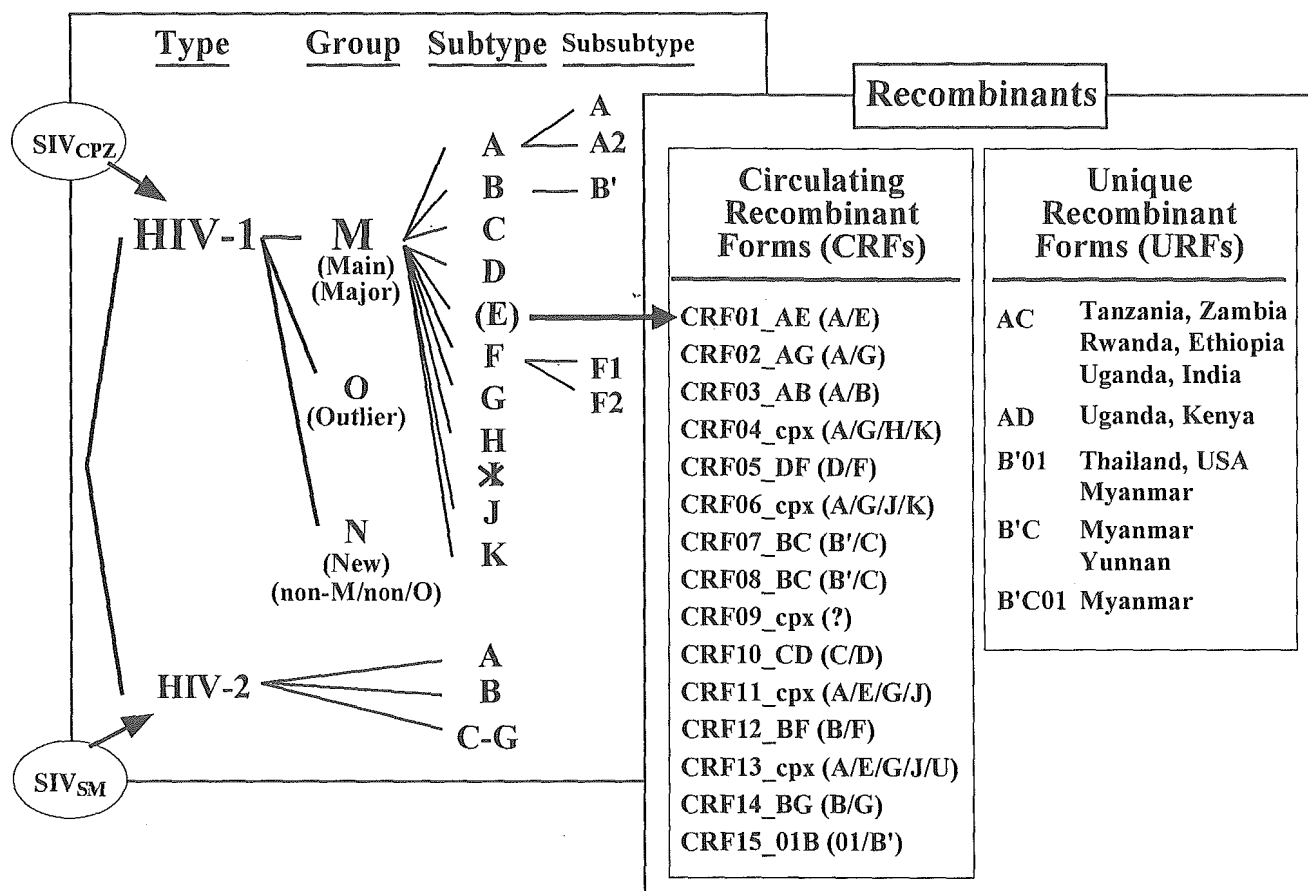 Type Group Subtype Subsubtype
SIVCPZ
HIV-1
M
(Main)
(Major)
O
(Outlier)
N
(New)
(non-M/non/O)
A
B
C
D
(E)
F
G
H
I
J
K
A
A2
B'
F1
F2
HIV-2
A
B
C-G
SIVSM
Recombinants
Circulating
Recombinant
Forms (CRFs)
CRF01_AE (A/E)
CRF02_AG (A/G)
CRF03_AB (A/B)
CRF04_cpx (A/G/H/K)
CRF05_DF (D/F)
CRF06_cpx (A/G/J/K)
CRF07_BC (B'/C)
CRF08_BC (B'/C)
CRF09_cpx (?)
CRF10_CD (C/D)
CRF11_cpx (A/E/G/J)
CRF12_BF (B/F)
CRF13_cpx (A/E/G/J/U)
CRF14_BG (B/G)
CRF15_01B (01/B')
Unique
Recombinant
Forms (URFs)
AC Tanzania, Zambia
Rwanda, Ethiopia
Uganda, India
AD Uganda, Kenya
B'01 Thailand, USA
Myanmar
B'C Myanmar
Yunnan
B'C01 Myanmar